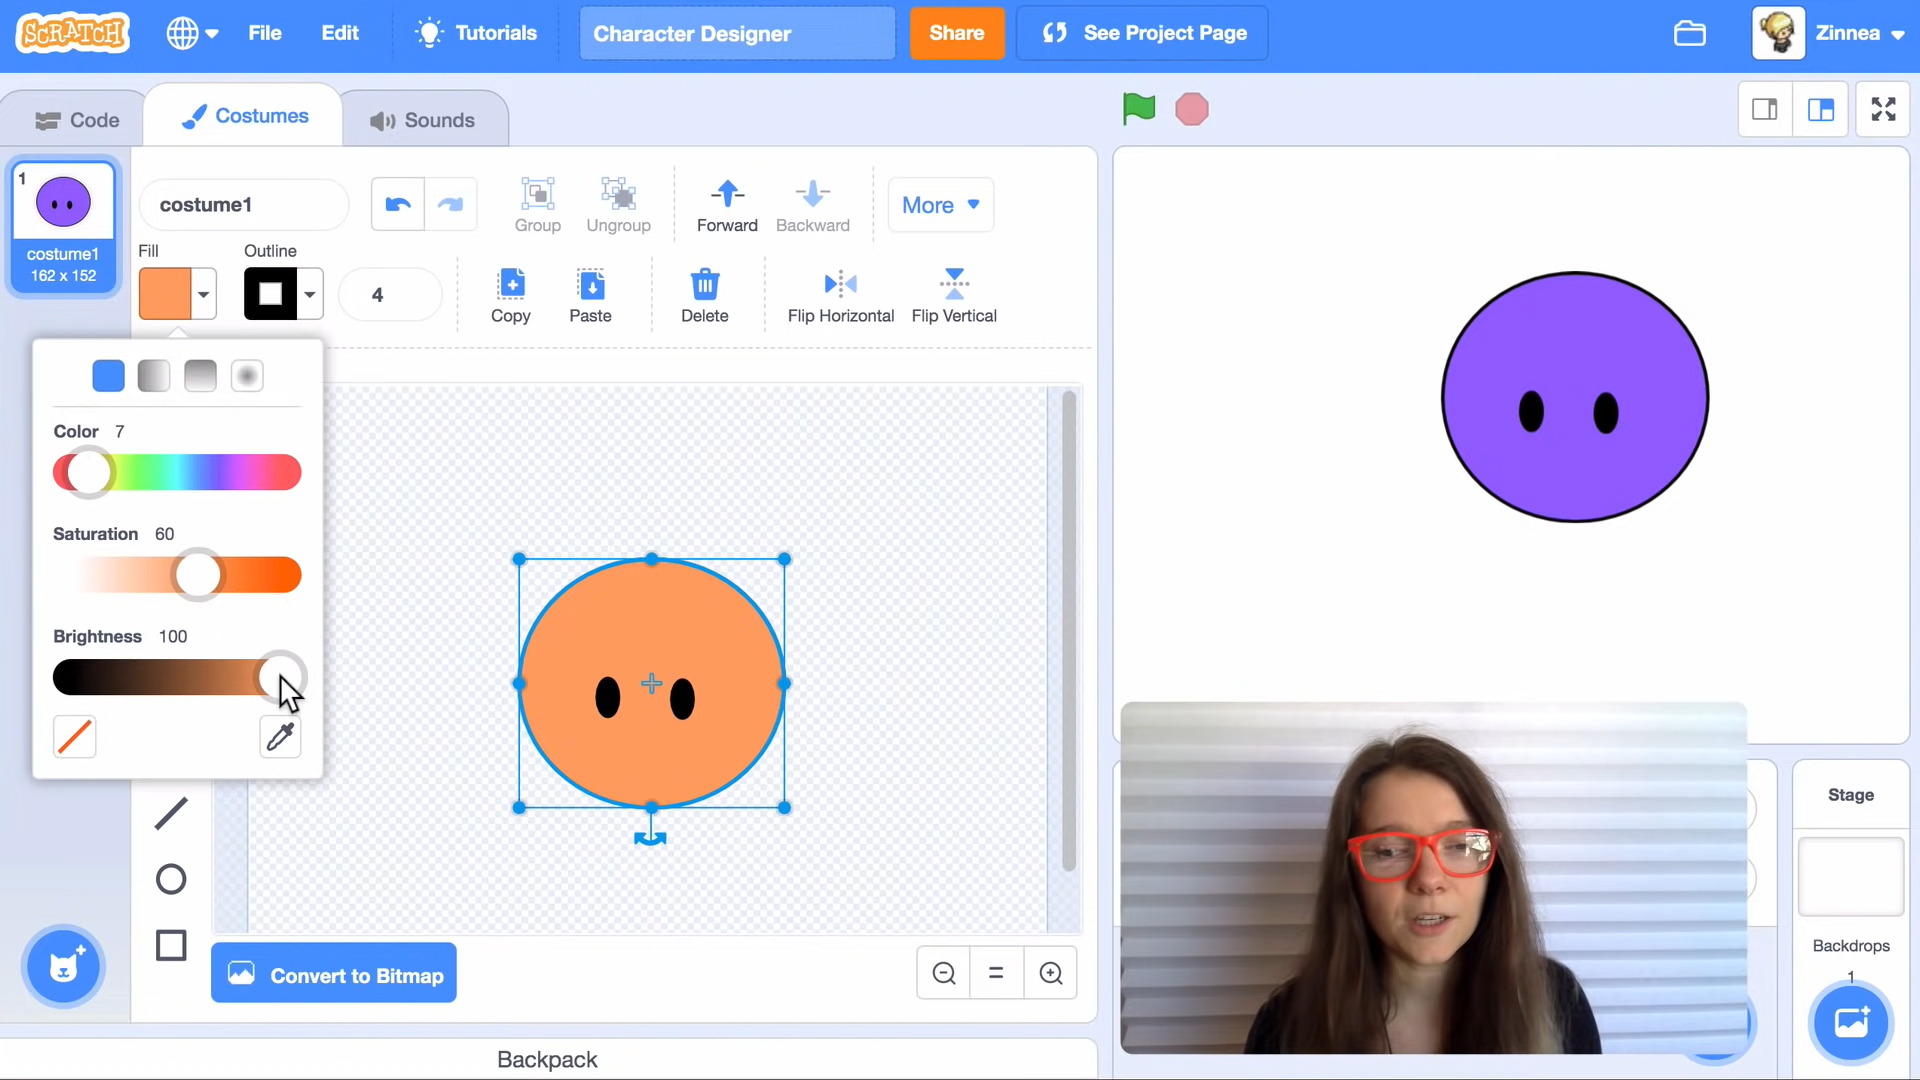 SCRATCH File Edit Tutorials Character Designer Share See Project Page Zinnea
Code Costumes Sounds
1
costume1
162 x 152
costume1
Group Ungroup Forward Backward More
Fill Outline
4
Copy Paste Delete Flip Horizontal Flip Vertical
Color 7
Saturation 60
Brightness 100
Convert to Bitmap
Backpack
Stage
Backdrops
1